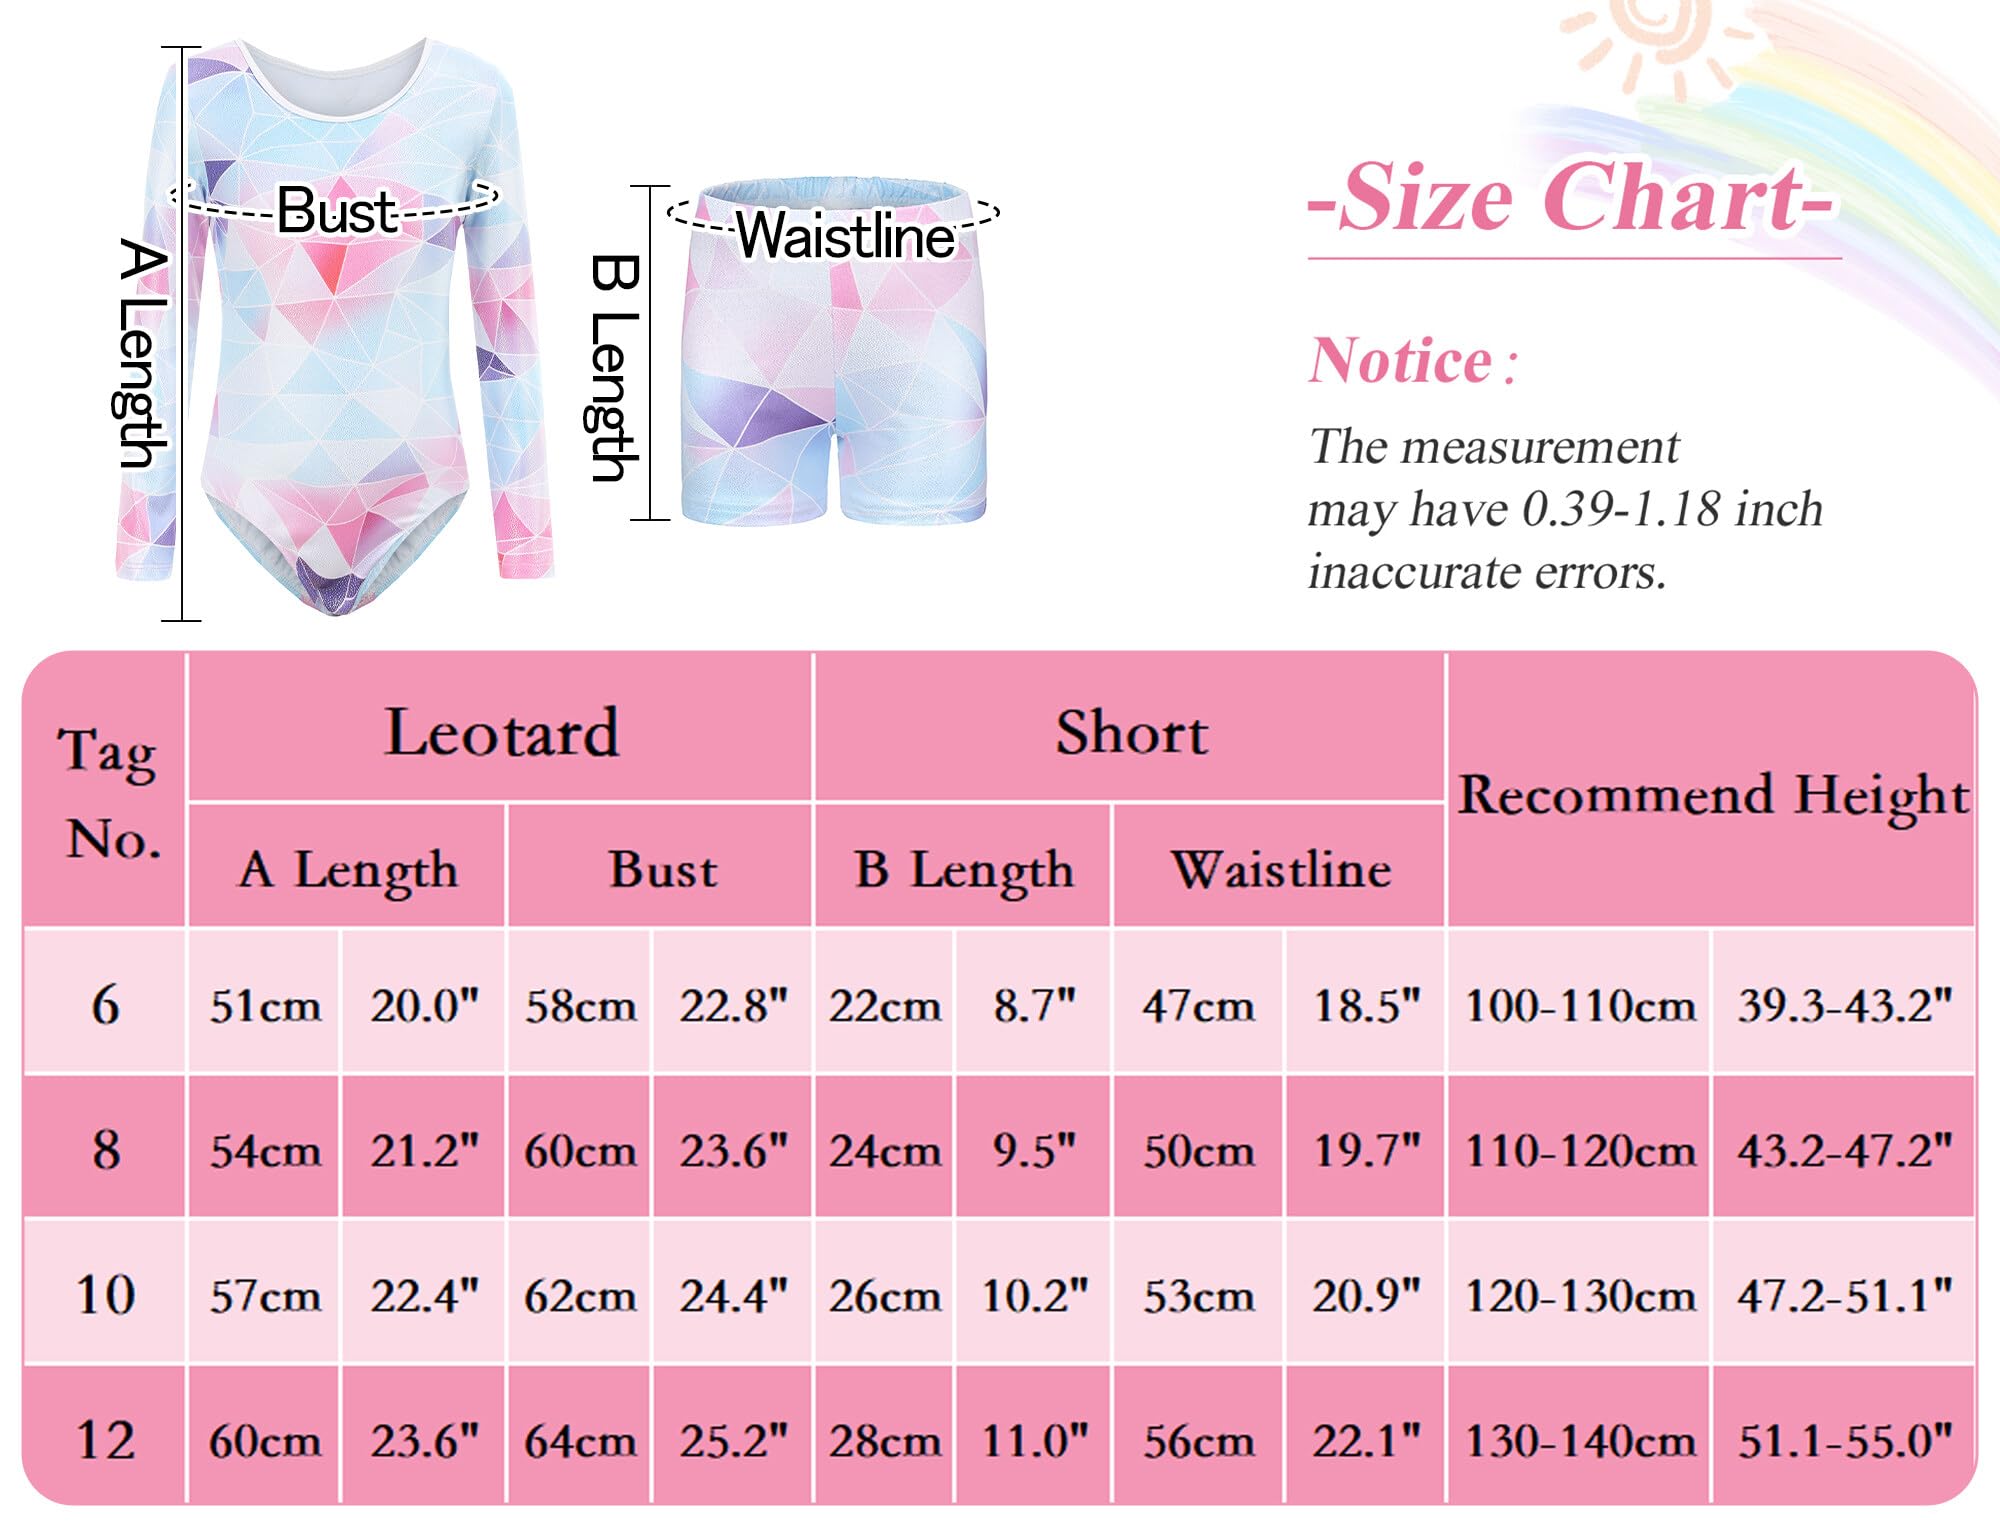 A Length
Bust
B Length
Waistline
-Size Chart-
Notice :
The measurement
may have 0.39-1.18 inch
inaccurate errors.
Tag No. Leotard Short Recommend Height
A Length Bust B Length Waistline
6 51cm 20.0" 58cm 22.8" 22cm 8.7" 47cm 18.5" 100-110cm 39.3-43.2"
8 54cm 21.2" 60cm 23.6" 24cm 9.5" 50cm 19.7" 110-120cm 43.2-47.2"
10 57cm 22.4" 62cm 24.4" 26cm 10.2" 53cm 20.9" 120-130cm 47.2-51.1"
12 60cm 23.6" 64cm 25.2" 28cm 11.0" 56cm 22.1" 130-140cm 51.1-55.0"